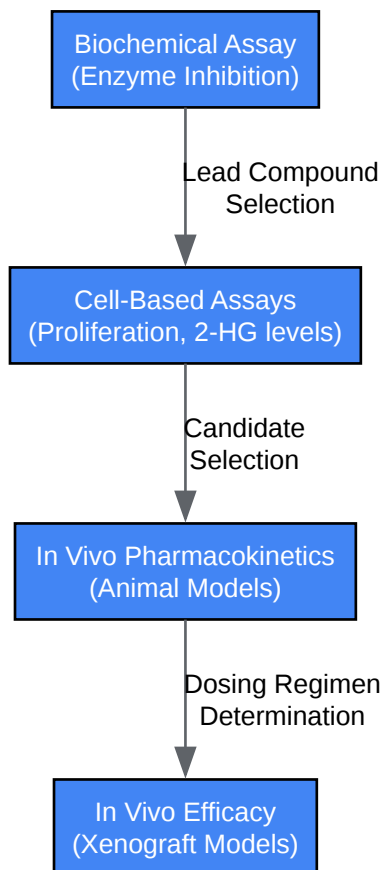 Biochemical Assay
(Enzyme Inhibition)
Lead Compound
Selection
Cell-Based Assays
(Proliferation, 2-HG levels)
Candidate
Selection
In Vivo Pharmacokinetics
(Animal Models)
Dosing Regimen
Determination
In Vivo Efficacy
(Xenograft Models)